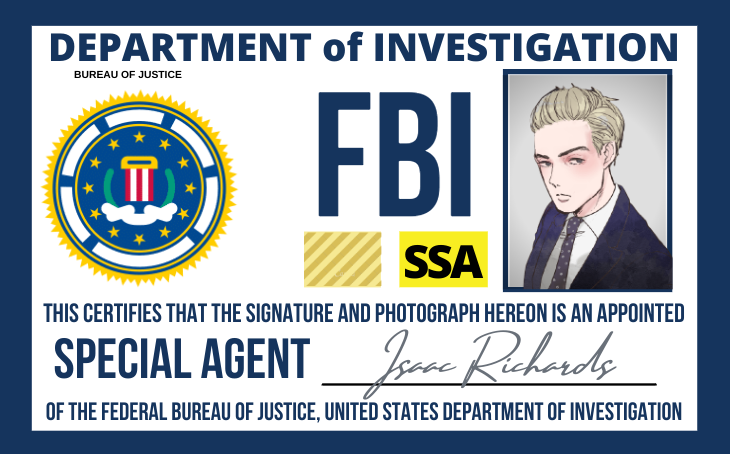 DEPARTMENT of INVESTIGATION
BUREAU OF JUSTICE
FBI
SSA
THIS CERTIFIES THAT THE SIGNATURE AND PHOTOGRAPH HEREON IS AN APPOINTED
SPECIAL AGENT Isaac Richards
OF THE FEDERAL BUREAU OF JUSTICE, UNITED STATES DEPARTMENT OF INVESTIGATION